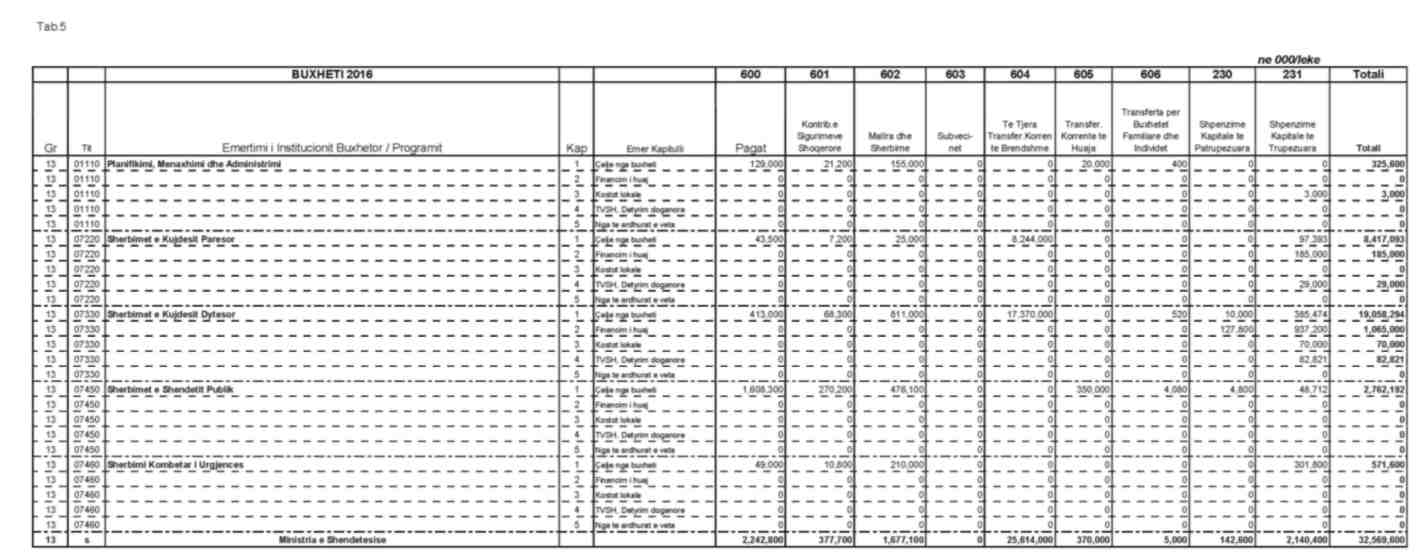 Tab.5
ne 000/leke
BUXHETI 2016 600 601 602 603 604 605 606 230 231 Totali
Gr Tit Emertimi i Institucionit Buxhetor / Programit Kap Emer Kapitulli Pagat Kontrib.e Sigurimeve Shoqerore Mallra dhe Sherbime Subvecionet Te Tjera Transfer.Korren te Brendshme Transfer. Korrente te Huaja Transferta per Buxhetet Familiare dhe Individet Shpenzime Kapitale te Patrupezuara Shpenzime Kapitale te Trupezuara Totali
13 01110 Planifikimi, Menaxhimi dhe Administrimi 1 Celje nga buxheti 129,000 21,200 155,000 0 0 20,000 400 0 0 325,600
13 01110 2 Financim i huaj 0 0 0 0 0 0 0 0 0 0
13 01110 3 Kostot lokale 0 0 0 0 0 0 0 0 3,000 3,000
13 01110 4 TVSH, Detyrim doganore 0 0 0 0 0 0 0 0 0 0
13 01110 5 Nga te ardhurat e veta 0 0 0 0 0 0 0 0 0 0
13 07220 Sherbimet e Kujdesit Paresor 1 Celje nga buxheti 43,500 7,200 25,000 0 8,244,000 0 0 0 97,393 8,417,093
13 07220 2 Financim i huaj 0 0 0 0 0 0 0 0 185,000 185,000
13 07220 3 Kostot lokale 0 0 0 0 0 0 0 0 0 0
13 07220 4 TVSH, Detyrim doganore 0 0 0 0 0 0 0 0 29,000 29,000
13 07220 5 Nga te ardhurat e veta 0 0 0 0 0 0 0 0 0 0
13 07330 Sherbimet e Kujdesit Dytesor 1 Celje nga buxheti 413,000 68,300 811,000 0 17,370,000 0 520 10,000 385,474 19,058,294
13 07330 2 Financim i huaj 0 0 0 0 0 0 0 127,800 937,200 1,065,000
13 07330 3 Kostot lokale 0 0 0 0 0 0 0 0 70,000 70,000
13 07330 4 TVSH, Detyrim doganore 0 0 0 0 0 0 0 0 82,821 82,821
13 07330 5 Nga te ardhurat e veta 0 0 0 0 0 0 0 0 0 0
13 07450 Sherbimet e Shendetit Publik 1 Celje nga buxheti 1,608,300 270,200 476,100 0 0 350,000 4,080 4,800 48,712 2,762,192
13 07450 2 Financim i huaj 0 0 0 0 0 0 0 0 0 0
13 07450 3 Kostot lokale 0 0 0 0 0 0 0 0 0 0
13 07450 4 TVSH, Detyrim doganore 0 0 0 0 0 0 0 0 0 0
13 07450 5 Nga te ardhurat e veta 0 0 0 0 0 0 0 0 0 0
13 07460 Sherbimi Kombetar i Urgjences 1 Celje nga buxheti 49,000 10,800 210,000 0 0 0 0 0 301,800 571,600
13 07460 2 Financim i huaj 0 0 0 0 0 0 0 0 0 0
13 07460 3 Kostot lokale 0 0 0 0 0 0 0 0 0 0
13 07460 4 TVSH, Detyrim doganore 0 0 0 0 0 0 0 0 0 0
13 07460 5 Nga te ardhurat e veta 0 0 0 0 0 0 0 0 0 0
13 s Ministria e Shendetesise 2,242,800 377,700 1,677,100 0 25,614,000 370,000 5,000 142,600 2,140,400 32,569,600